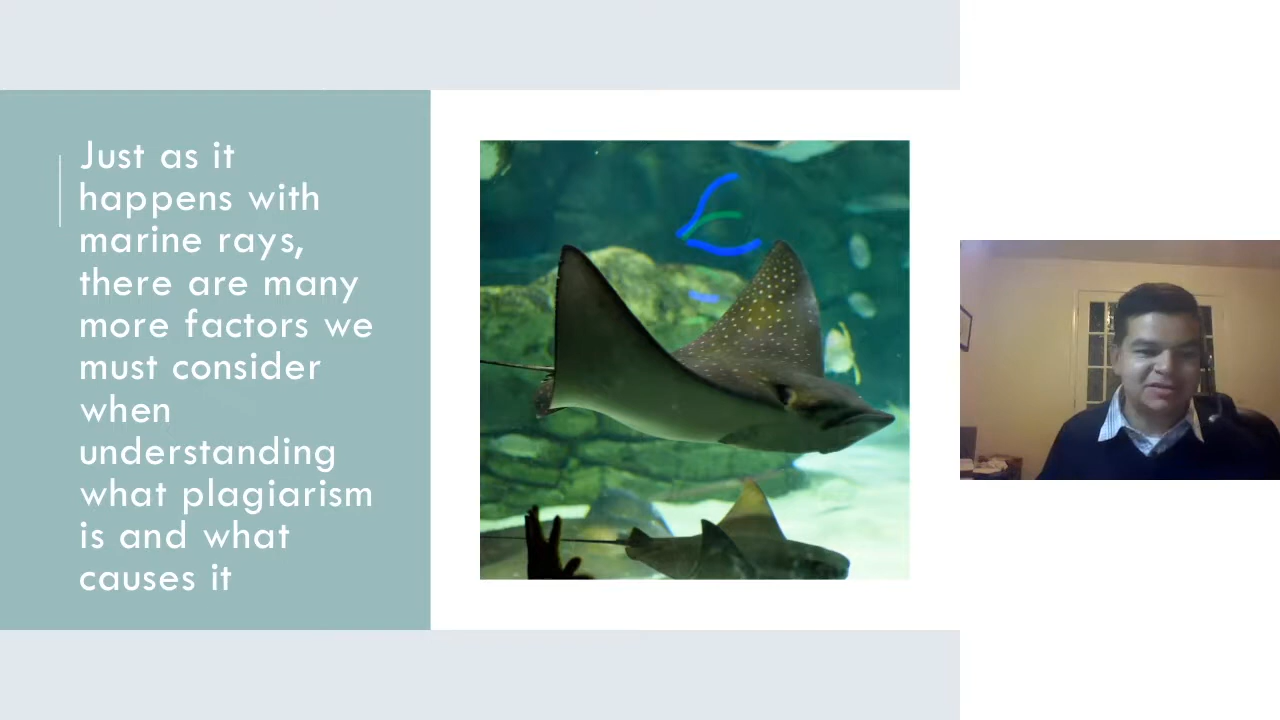 Just as it
happens with
marine rays,
there are many
more factors we
must consider
when
understanding
what plagiarism
is and what
causes it